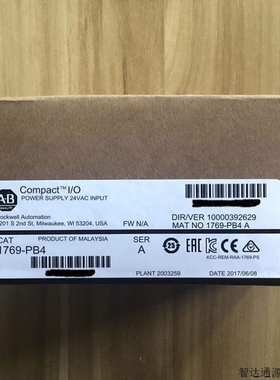 AB
Compact™ I/O
POWER SUPPLY 24VAC INPUT
Rockwell Automation
1201 S 2nd St, Milwaukee, WI 53204, USA
FW N/A
DIR/VER 10000392629
MAT NO 1769-PB4 A
CAT
PRODUCT OF MALAYSIA
1769-PB4
SER
A
25
KCC-REM-RAA-1769-PS
PLANT 2003259
DATE 2017/06/08
智达通源